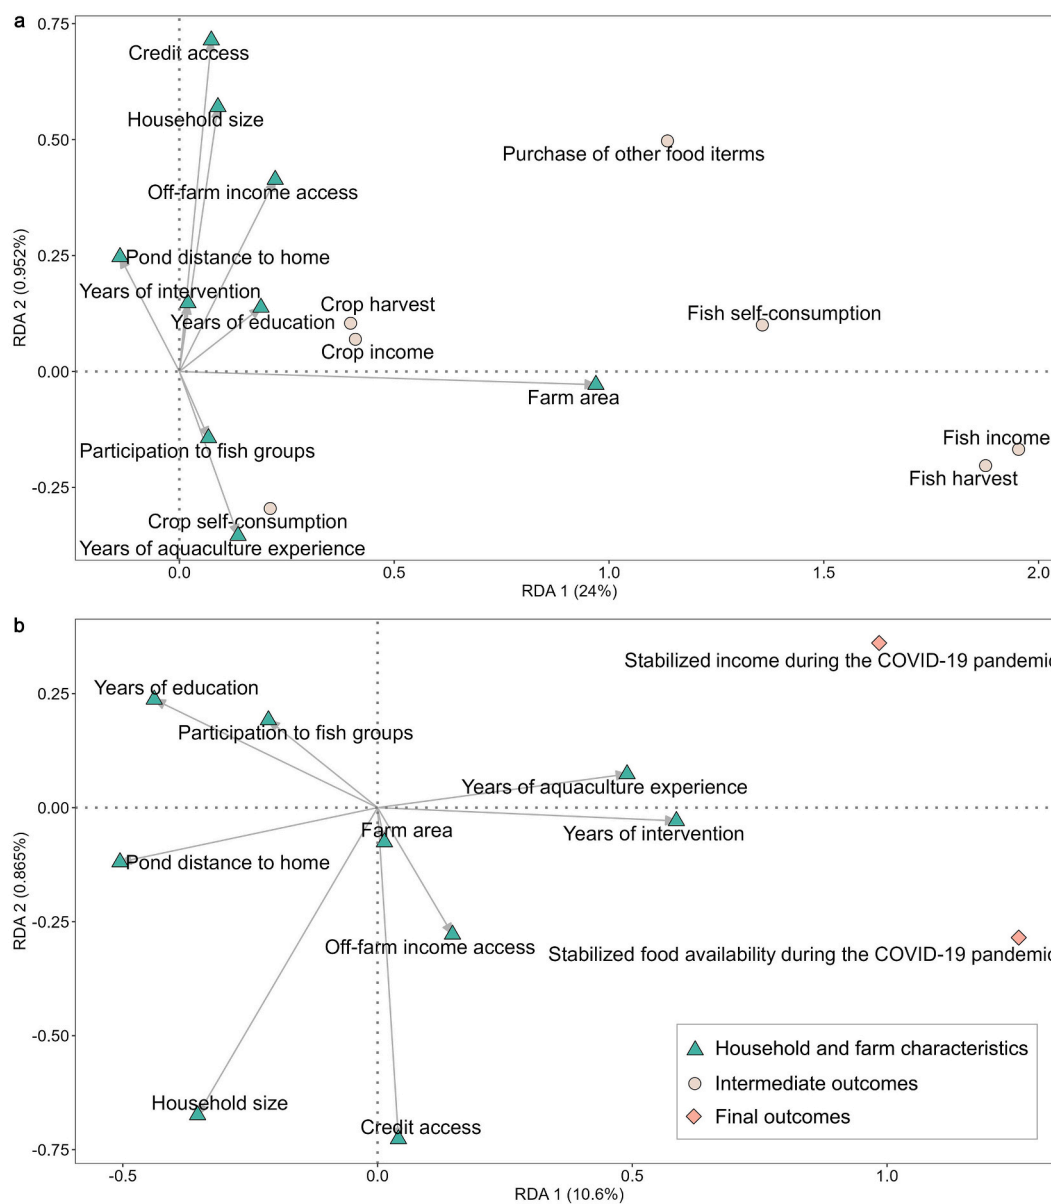 a
0.75
Credit access
Household size
0.50
Purchase of other food iterms
Off-farm income access
0.25
Pond distance to home
Years of intervention
Crop harvest
Fish self-consumption
Years of education
Crop income
0.00
Farm area
Fish income
Participation to fish groups
Fish harvest
-0.25
Crop self-consumption
Years of aquaculture experience
RDA 2 (0.952%)
0.0 0.5 1.0 1.5 2.0
RDA 1 (24%)
b
Stabilized income during the COVID-19 pandemic
Years of education
0.25
Participation to fish groups
Years of aquaculture experience
0.00
Farm area
Years of intervention
Pond distance to home
-0.25
Off-farm income access
Stabilized food availability during the COVID-19 pandemic
-0.50
Household and farm characteristics
Intermediate outcomes
Household size
Final outcomes
Credit access
-0.75
RDA 2 (0.865%)
-0.5 0.0 0.5 1.0
RDA 1 (10.6%)